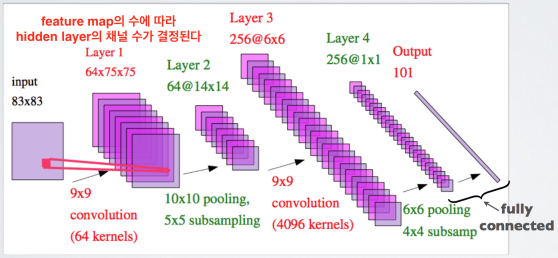 feature map의 수에 따라
hidden layer의 채널 수가 결정된다
input
83x83
Layer 1
64x75x75
Layer 2
64@14x14
Layer 3
256@6x6
Layer 4
256@1x1
Output
101
9x9
convolution
(64 kernels)
10x10 pooling,
5x5 subsampling
9x9
convolution
(4096 kernels)
6x6 pooling
4x4 subsamp
fully
connected